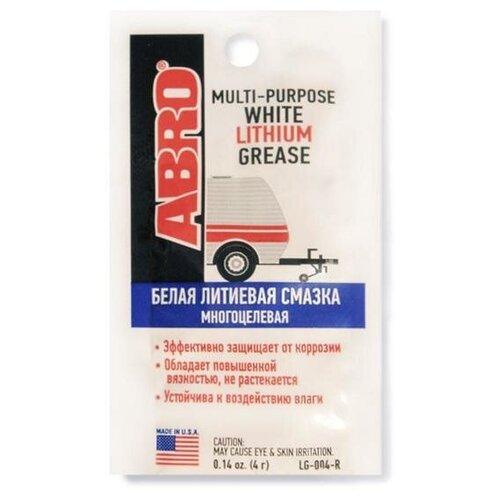 ABRO®
MULTI-PURPOSE
WHITE
LITHIUM
GREASE
БЕЛАЯ ЛИТИЕВАЯ СМАЗКА
МНОГОЦЕЛЕВАЯ
• Эффективно защищает от коррозии
• Обладает повышенной
вязкостью, не растекается
• Устойчива к воздействию влаги
MADE IN U.S.A.
CAUTION:
MAY CAUSE EYE & SKIN IRRITATION.
0.14 oz. (4 г) LG-004-R